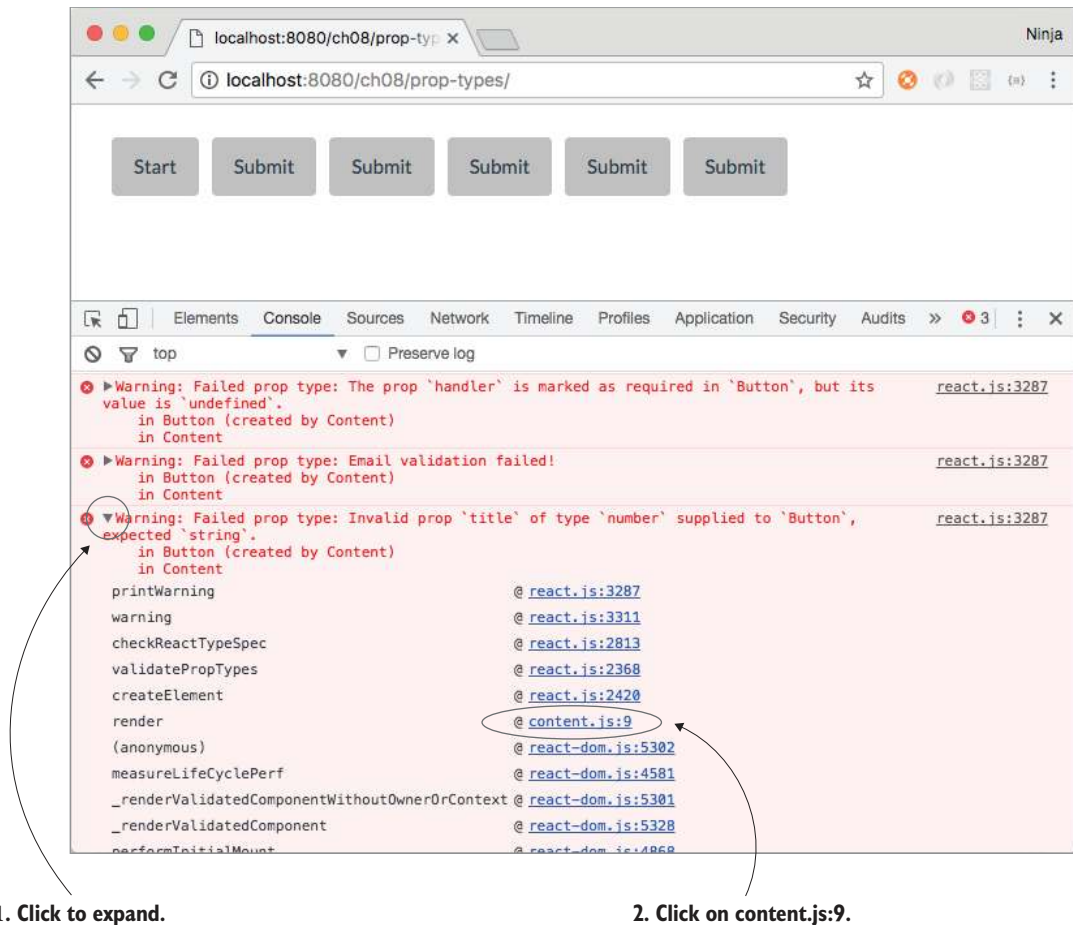 localhost:8080/ch08/prop-typ
Ninja
localhost:8080/ch08/prop-types/
Start Submit Submit Submit Submit Submit
Elements Console Sources Network Timeline Profiles Application Security Audits » 3
top Preserve log
Warning: Failed prop type: The prop `handler` is marked as required in `Button`, but its react.js:3287
value is `undefined`.
in Button (created by Content)
in Content
Warning: Failed prop type: Email validation failed! react.js:3287
in Button (created by Content)
in Content
Warning: Failed prop type: Invalid prop `title` of type `number` supplied to `Button`, react.js:3287
expected `string`.
in Button (created by Content)
in Content
printWarning @ react.js:3287
warning @ react.js:3311
checkReactTypeSpec @ react.js:2813
validatePropTypes @ react.js:2368
createElement @ react.js:2420
render @ content.js:9
(anonymous) @ react-dom.js:5302
measureLifeCyclePerf @ react-dom.js:4581
_renderValidatedComponentWithoutOwnerOrContext @ react-dom.js:5301
_renderValidatedComponent @ react-dom.js:5328
performInitialMount @ react-dom.js:4868
1. Click to expand.
2. Click on content.js:9.